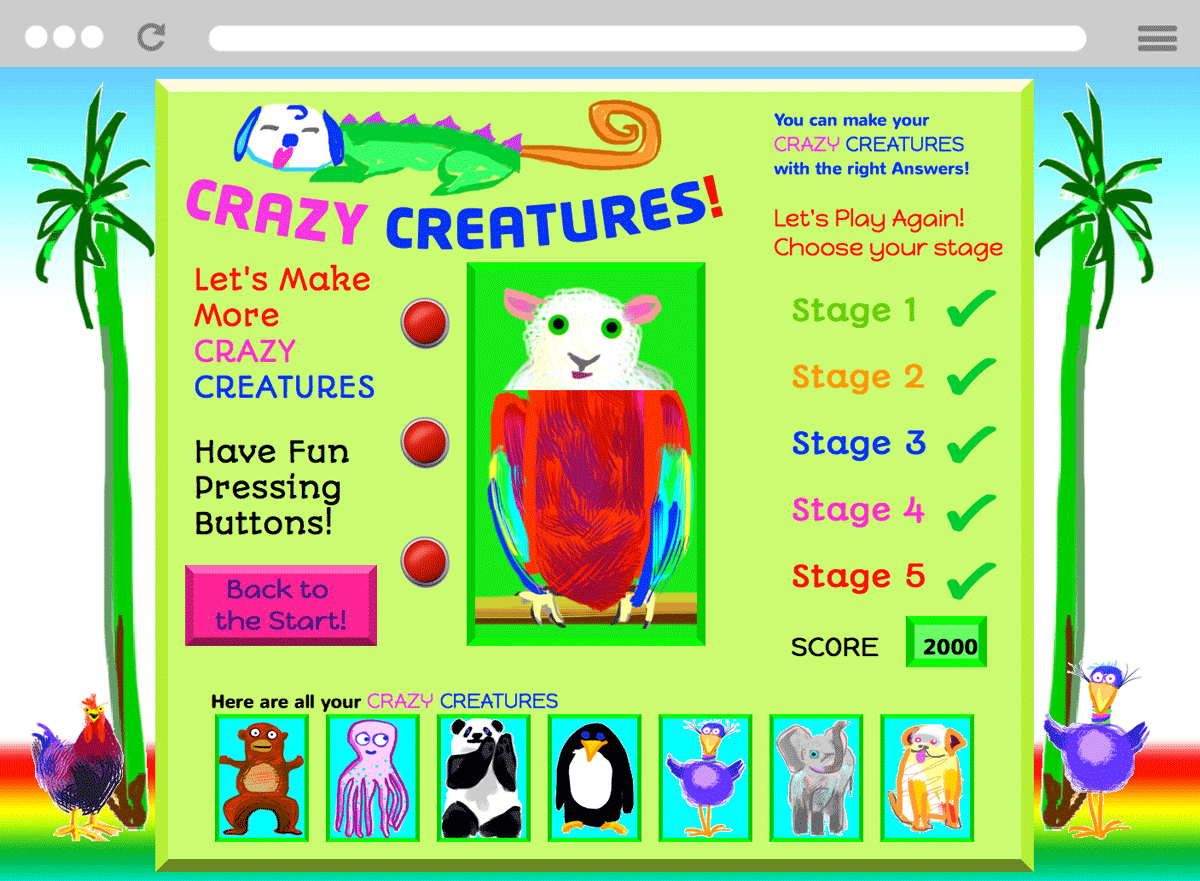 CRAZY CREATURES!
Let's Make
More
CRAZY
CREATURES
Have Fun
Pressing
Buttons!
Back to
the Start!
You can make your
CRAZY CREATURES
with the right Answers!
Let's Play Again!
Choose your stage
Stage 1
Stage 2
Stage 3
Stage 4
Stage 5
SCORE 2000
Here are all your CRAZY CREATURES